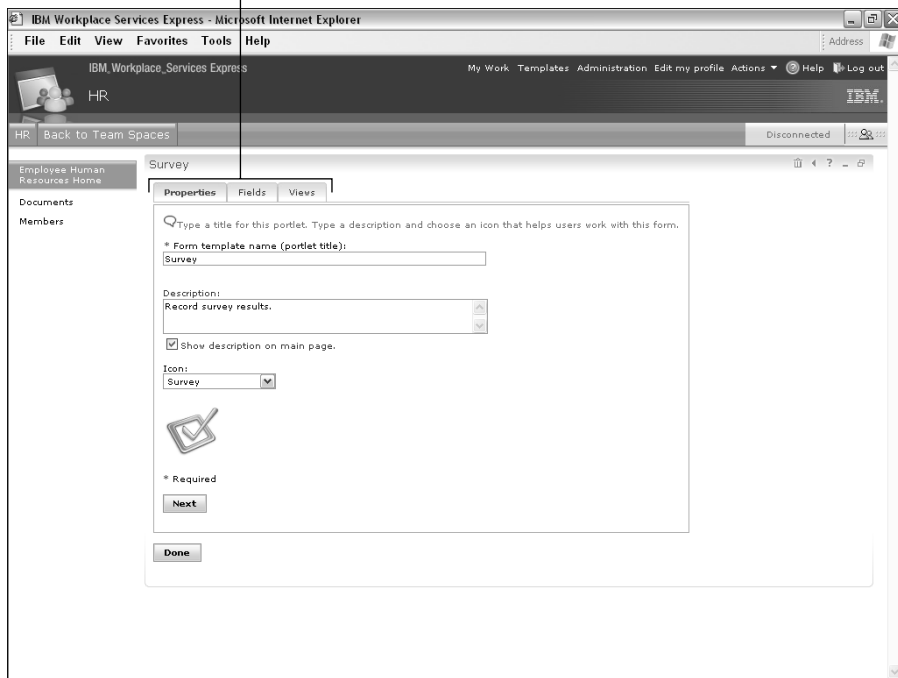 IBM Workplace Services Express - Microsoft Internet Explorer
File Edit View Favorites Tools Help Address
IBM_Workplace_Services Express My Work Templates Administration Edit my profile Actions Help Log out
HR IBM.
HR Back to Team Spaces Disconnected
Employee Human
Resources Home
Documents
Members
Survey
Properties Fields Views
Type a title for this portlet. Type a description and choose an icon that helps users work with this form.
* Form template name (portlet title):
Survey
Description:
Record survey results.
Show description on main page.
Icon:
Survey
* Required
Next
Done